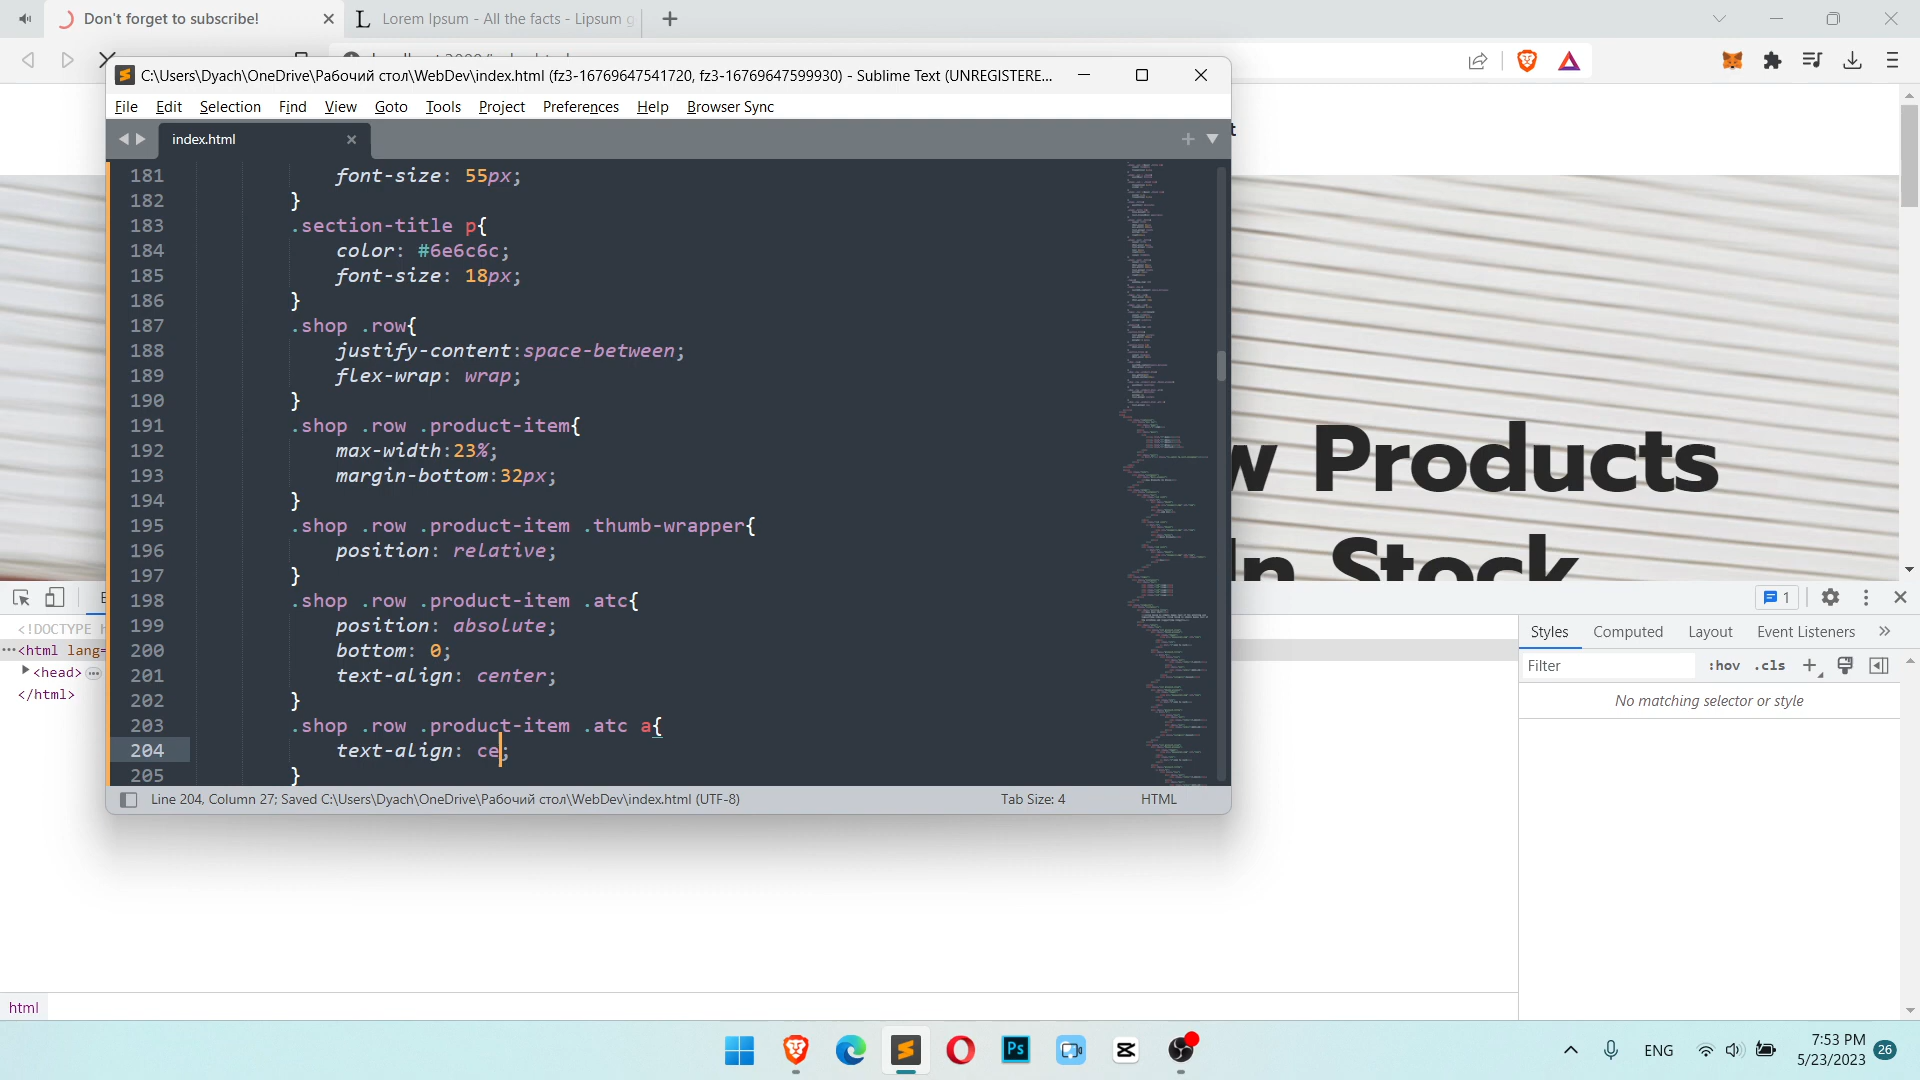 Don't forget to subscribe!
Lorem Ipsum - All the facts - Lipsum g
C:\Users\Dyach\OneDrive\Рабочий стол\WebDev\index.html (fz3-16769647541720, fz3-16769647599930) - Sublime Text (UNREGISTERE...
File Edit Selection Find View Goto Tools Project Preferences Help Browser Sync
index.html
181 font-size: 55px;
182 }
183 .section-title p{
184 color: #6e6c6c;
185 font-size: 18px;
186 }
187 .shop .row{
188 justify-content:space-between;
189 flex-wrap: wrap;
190 }
191 .shop .row .product-item{
192 max-width:23%;
193 margin-bottom:32px;
194 }
195 .shop .row .product-item .thumb-wrapper{
196 position: relative;
197 }
198 .shop .row .product-item .atc{
199 position: absolute;
200 bottom: 0;
201 text-align: center;
202 }
203 .shop .row .product-item .atc a{
204 text-align: ce;
205 }
Line 204, Column 27; Saved C:\Users\Dyach\OneDrive\Рабочий стол\WebDev\index.html (UTF-8)
Tab Size: 4
HTML
t
w Products
In Stock
1
<!DOCTYPE h
<html lang=
<head>
</html>
html
Styles Computed Layout Event Listeners
Filter
:hov .cls
No matching selector or style
Ps
ENG
7:53 PM
5/23/2023
26